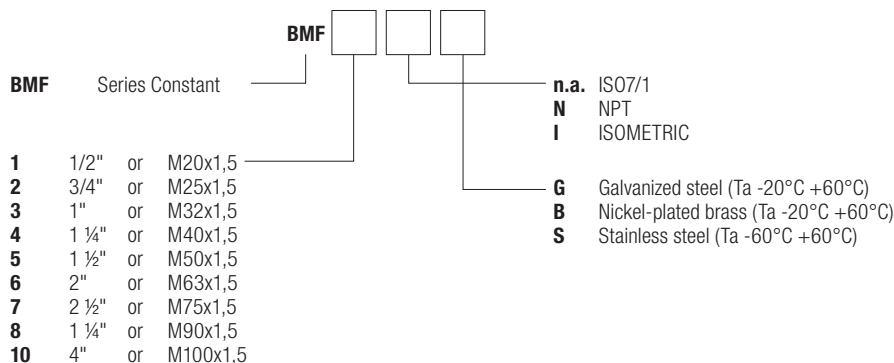 BMF
BMF Series Constant
n.a. ISO7/1
N NPT
I ISOMETRIC
1 1/2" or M20x1,5
2 3/4" or M25x1,5
3 1" or M32x1,5
4 1 ¼" or M40x1,5
5 1 ½" or M50x1,5
6 2" or M63x1,5
7 2 ½" or M75x1,5
8 1 ¼" or M90x1,5
10 4" or M100x1,5
G Galvanized steel (Ta -20°C +60°C)
B Nickel-plated brass (Ta -20°C +60°C)
S Stainless steel (Ta -60°C +60°C)